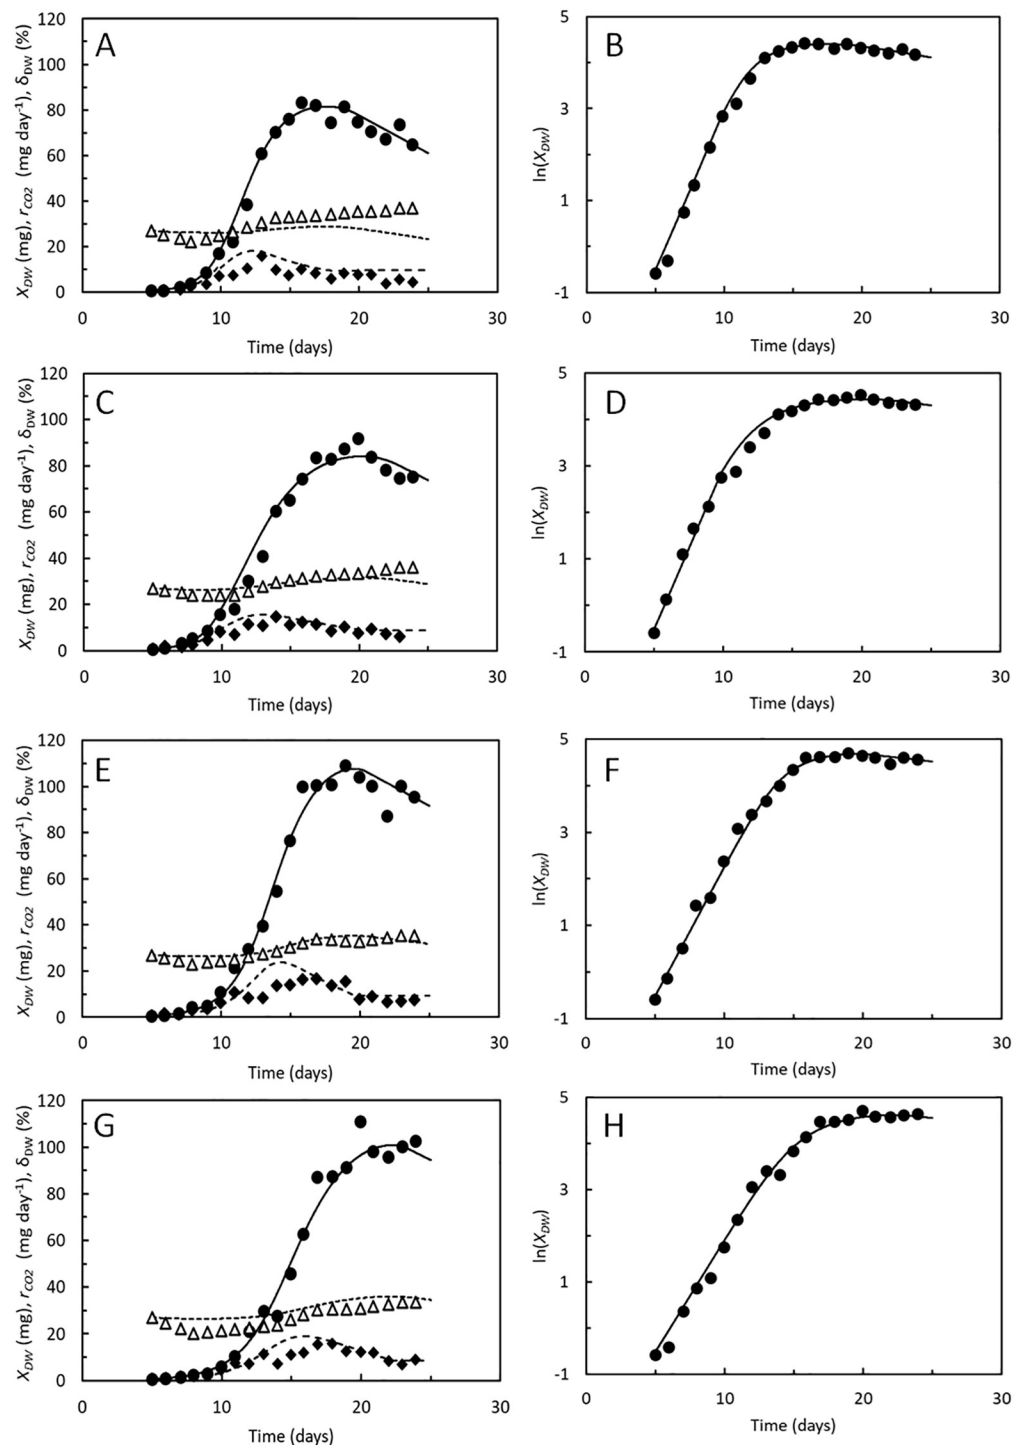 X_DW (mg), r_CO2 (mg day⁻¹), δ_DW (%)
120
100
80
60
40
20
0
A
0 10 20 30
Time (days)
ln(X_DW)
5
3
1
-1
B
0 10 20 30
Time (days)
X_DW (mg), r_CO2 (mg day⁻¹), δ_DW (%)
120
100
80
60
40
20
0
C
0 10 20 30
Time (days)
ln(X_DW)
5
3
1
-1
D
0 10 20 30
Time (days)
X_DW (mg), r_CO2 (mg day⁻¹), δ_DW (%)
120
100
80
60
40
20
0
E
0 10 20 30
Time (days)
ln(X_DW)
5
3
1
-1
F
0 10 20 30
Time (days)
X_DW (mg), r_CO2 (mg day⁻¹), δ_DW (%)
120
100
80
60
40
20
0
G
0 10 20 30
Time (days)
ln(X_DW)
5
3
1
-1
H
0 10 20 30
Time (days)